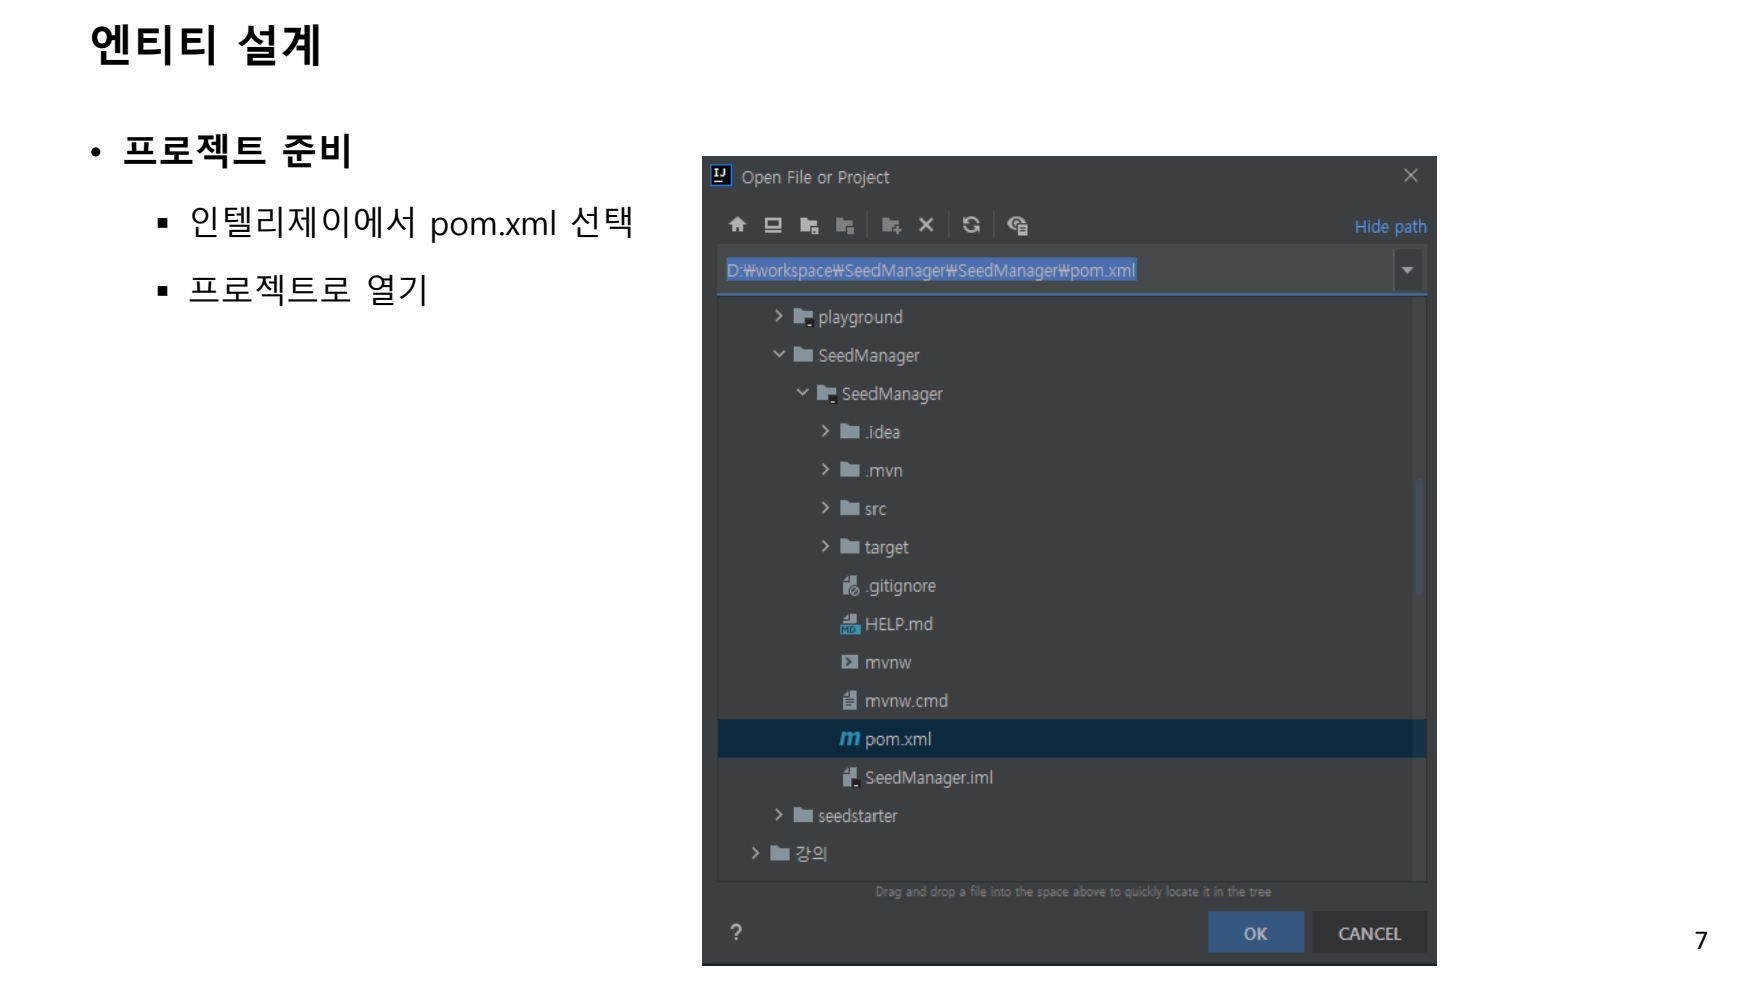 엔티티 설계
• 프로젝트 준비
▪ 인텔리제이에서 pom.xml 선택
▪ 프로젝트로 열기
Open File or Project
Hide path
D:₩workspace₩SeedManager₩SeedManager₩pom.xml
playground
SeedManager
SeedManager
.idea
.mvn
src
target
.gitignore
HELP.md
mvnw
mvnw.cmd
pom.xml
SeedManager.iml
seedstarter
강의
Drag and drop a file into the space above to quickly locate it in the tree
? OK CANCEL
7